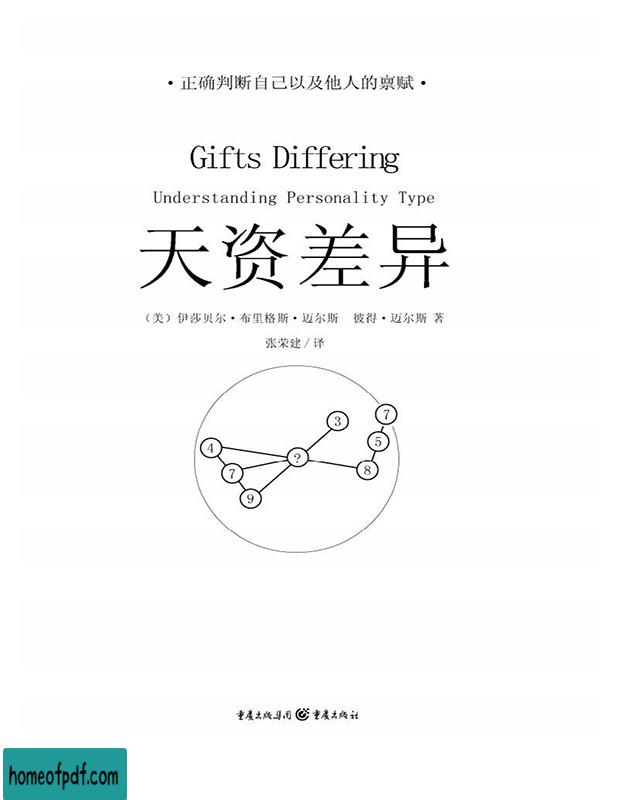 ·正确判断自己以及他人的禀赋·
Gifts Differing
Understanding Personality Type
天资差异
（美）伊莎贝尔·布里格斯·迈尔斯 彼得·迈尔斯 著
张荣建／译
3
7
4
?
5
7
8
9
重庆出版集团 重庆出版社
homeofpdf.com